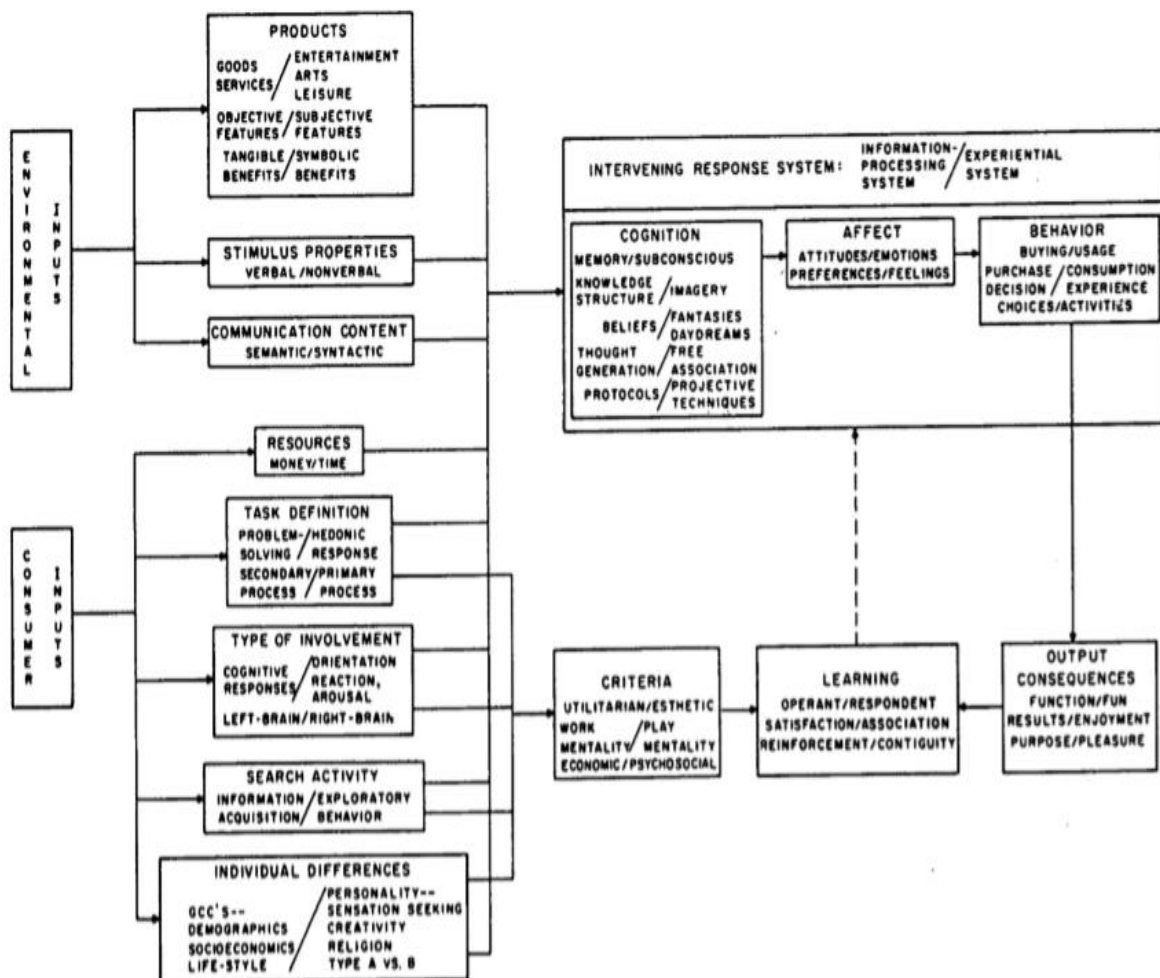 ENVIRONMENTAL
INPUTS
PRODUCTS
GOODS / ENTERTAINMENT
SERVICES / ARTS
LEISURE
OBJECTIVE / SUBJECTIVE
FEATURES / FEATURES
TANGIBLE / SYMBOLIC
BENEFITS / BENEFITS
STIMULUS PROPERTIES
VERBAL/NONVERBAL
COMMUNICATION CONTENT
SEMANTIC/SYNTACTIC
CONSUMER
INPUTS
RESOURCES
MONEY/TIME
TASK DEFINITION
PROBLEM-/HEDONIC
SOLVING/ RESPONSE
SECONDARY/PRIMARY
PROCESS/ PROCESS
TYPE OF INVOLVEMENT
COGNITIVE / ORIENTATION
RESPONSES / REACTION,
AROUSAL
LEFT-BRAIN/RIGHT-BRAIN
SEARCH ACTIVITY
INFORMATION /EXPLORATORY
ACQUISITION/ BEHAVIOR
INDIVIDUAL DIFFERENCES
GCC'S-- / PERSONALITY--
DEMOGRAPHICS / SENSATION SEEKING
SOCIOECONOMICS / CREATIVITY
LIFE-STYLE / RELIGION
TYPE A VS. B
INTERVENING RESPONSE SYSTEM:
INFORMATION-
PROCESSING / EXPERIENTIAL
SYSTEM / SYSTEM
COGNITION
MEMORY/SUBCONSCIOUS
KNOWLEDGE
STRUCTURE / IMAGERY
BELIEFS / FANTASIES
DAYDREAMS
THOUGHT / FREE
GENERATION / ASSOCIATION
PROTOCOLS / PROJECTIVE
TECHNIQUES
AFFECT
ATTITUDES/EMOTIONS
PREFERENCES/FEELINGS
BEHAVIOR
BUYING/USAGE
PURCHASE /CONSUMPTION
DECISION / EXPERIENCE
CHOICES/ACTIVITIES
CRITERIA
UTILITARIAN/ESTHETIC
WORK / PLAY
MENTALITY / MENTALITY
ECONOMIC/PSYCHOSOCIAL
LEARNING
OPERANT/RESPONDENT
SATISFACTION/ASSOCIATION
REINFORCEMENT/CONTIGUITY
OUTPUT
CONSEQUENCES
FUNCTION/FUN
RESULTS/ENJOYMENT
PURPOSE/PLEASURE